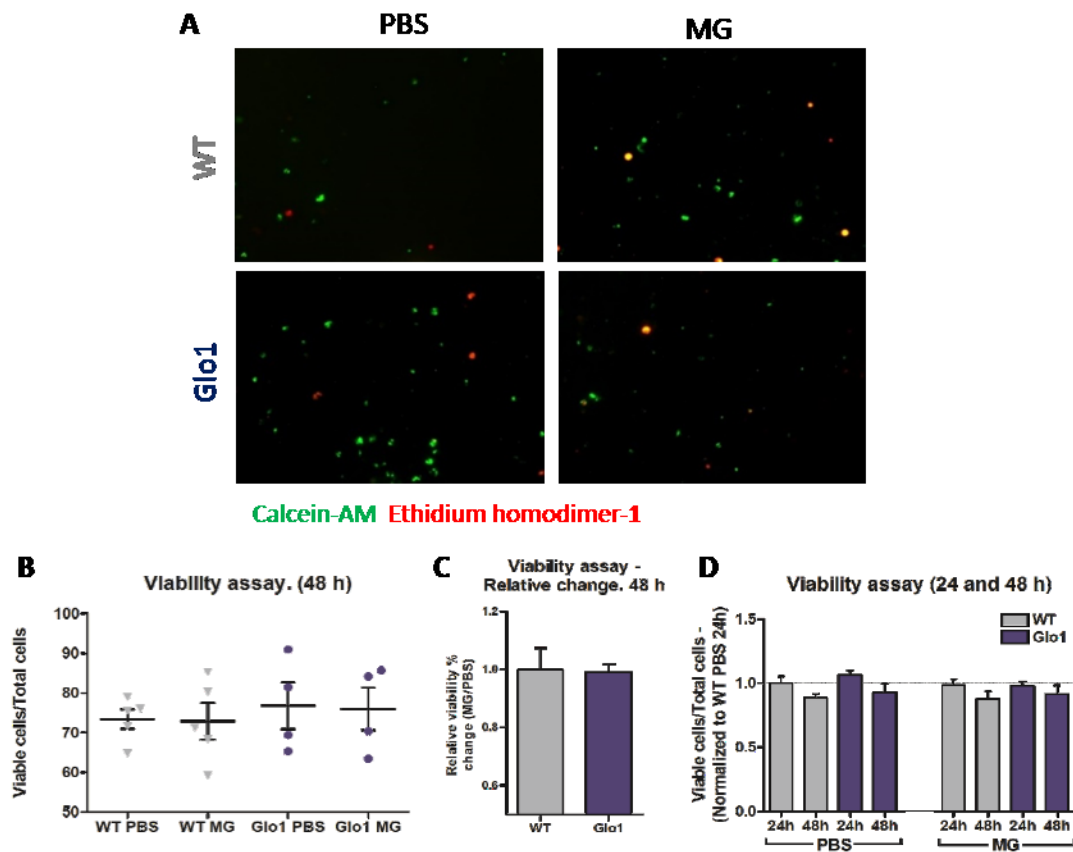 A
PBS
MG
WT
Glo1
Calcein-AM Ethidium homodimer-1
B
Viability assay. (48 h)
Viable cells/Total cells
100
90
80
70
60
50
WT PBS
WT MG
Glo1 PBS
Glo1 MG
C
Viability assay -
Relative change. 48 h
Relative viability %
change (MG/PBS)
1.2
1.0
0.8
0.6
WT
Glo1
D
Viability assay (24 and 48 h)
Viable cells/Total cells -
(Normalized to WT PBS 24h)
1.5
1.0
0.5
0.0
WT
Glo1
24h 48h 24h 48h
24h 48h 24h 48h
PBS
MG